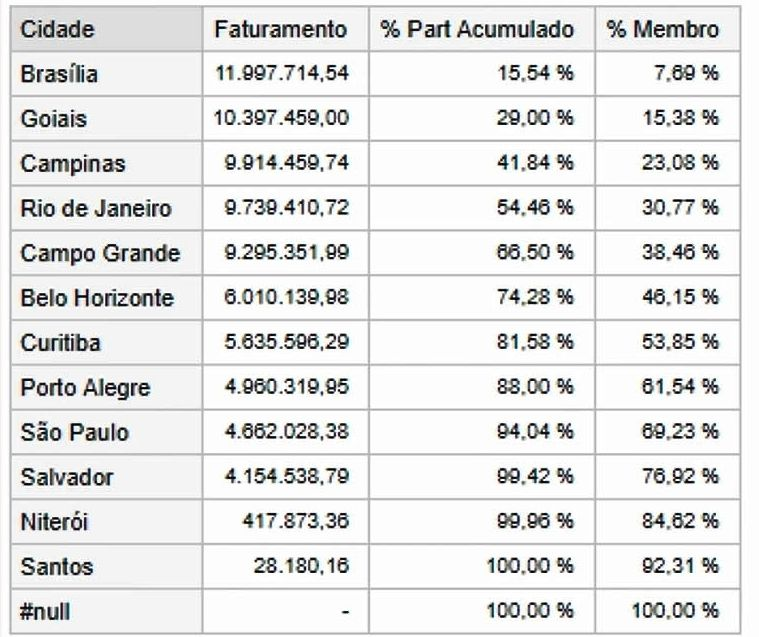 Cidade Faturamento % Part Acumulado % Membro
Brasília 11.997.714,54 15,54 % 7,69 %
Goiais 10.397.459,00 29,00 % 15,38 %
Campinas 9.914.459,74 41,84 % 23,08 %
Rio de Janeiro 9.739.410,72 54,46 % 30,77 %
Campo Grande 9.295.351,99 66,50 % 38,46 %
Belo Horizonte 6.010.139,98 74,28 % 46,15 %
Curitiba 5.635.596,29 81,58 % 53,85 %
Porto Alegre 4.960.319,95 88,00 % 61,54 %
São Paulo 4.662.028,38 94,04 % 69,23 %
Salvador 4.154.538,79 99,42 % 76,92 %
Niterói 417.873,36 99,96 % 84,62 %
Santos 28.180,16 100,00 % 92,31 %
#null - 100,00 % 100,00 %